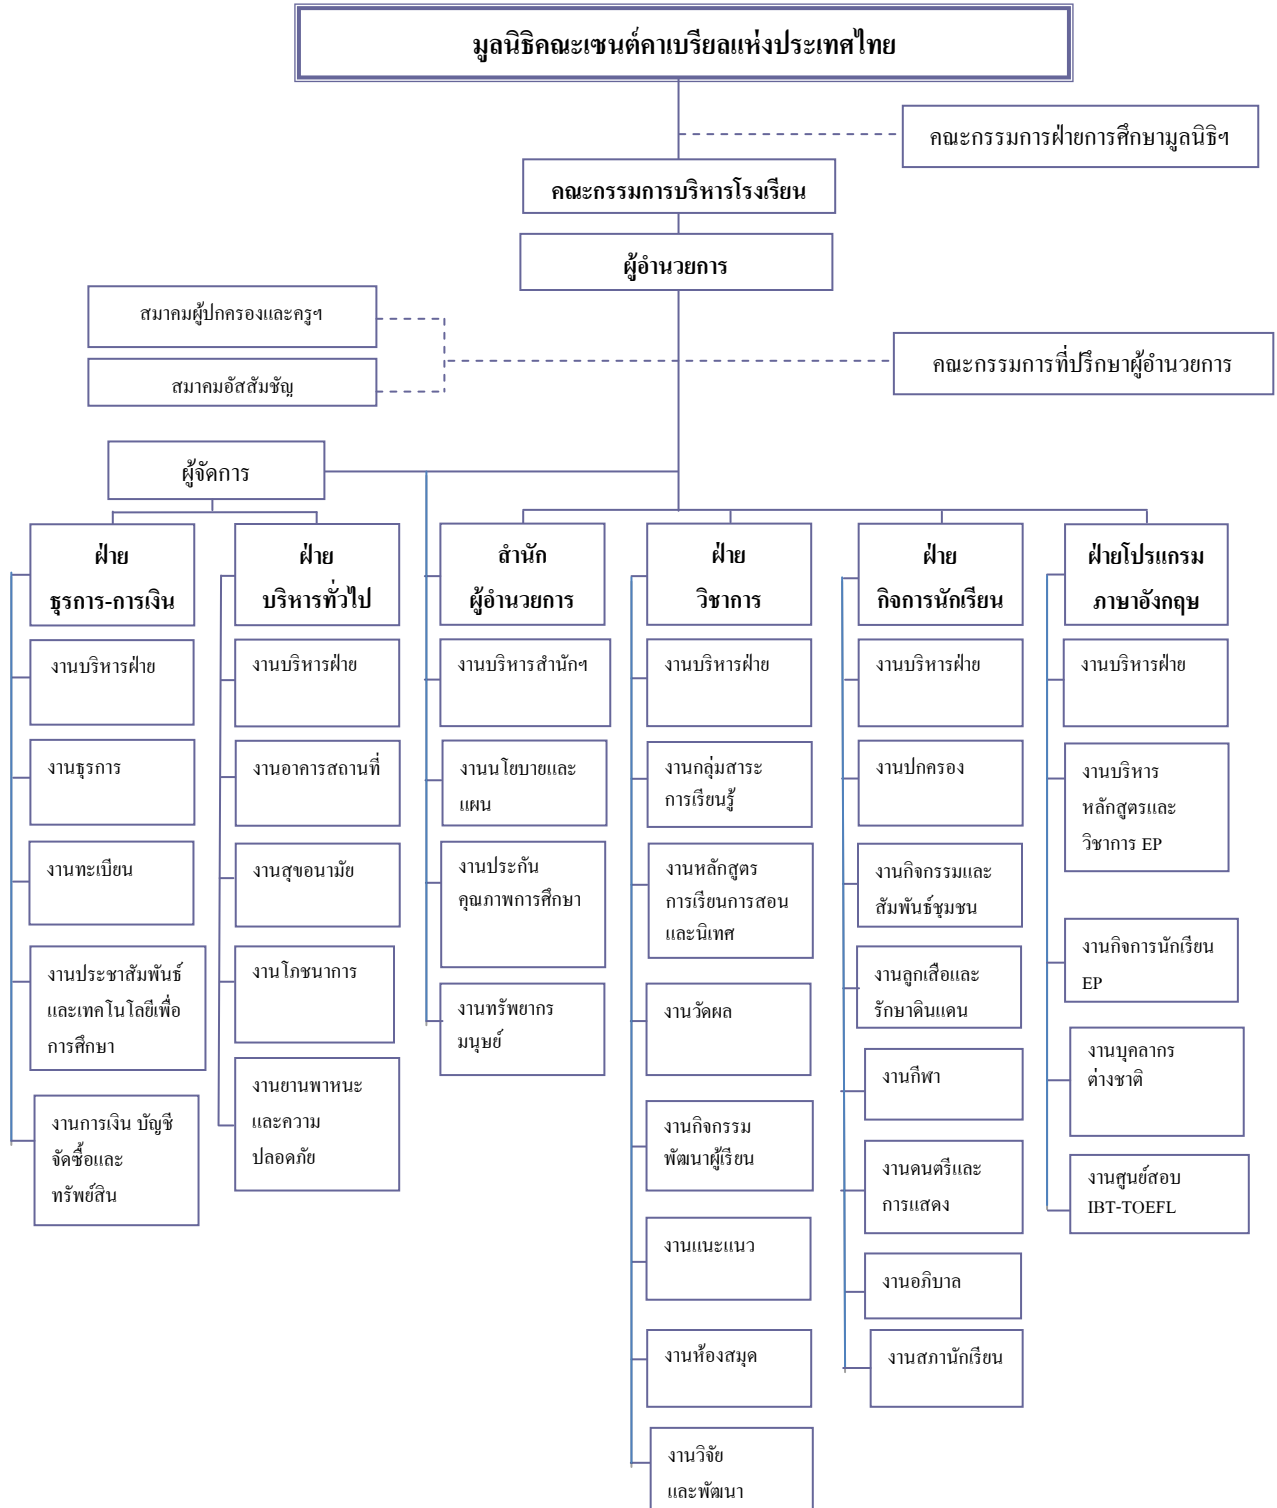 มูลนิธิคณะเซนต์คาเบรียลแห่งประเทศไทย
คณะกรรมการฝ่ายการศึกษามูลนิธิฯ
คณะกรรมการบริหารโรงเรียน
ผู้อำนวยการ
สมาคมผู้ปกครองและครูฯ
สมาคมอัสสัมชัญ
คณะกรรมการที่ปรึกษาผู้อำนวยการ
ผู้จัดการ
ฝ่าย
ธุรการ-การเงิน
งานบริหารฝ่าย
งานธุรการ
งานทะเบียน
งานประชาสัมพันธ์
และเทคโนโลยีเพื่อ
การศึกษา
งานการเงิน บัญชี
จัดซื้อและ
ทรัพย์สิน
ฝ่าย
บริหารทั่วไป
งานบริหารฝ่าย
งานอาคารสถานที่
งานสุขอนามัย
งานโภชนาการ
งานยานพาหนะ
และความ
ปลอดภัย
สำนัก
ผู้อำนวยการ
งานบริหารสำนักฯ
งานนโยบายและ
แผน
งานประกัน
คุณภาพการศึกษา
งานทรัพยากร
มนุษย์
ฝ่าย
วิชาการ
งานบริหารฝ่าย
งานกลุ่มสาระ
การเรียนรู้
งานหลักสูตร
การเรียนการสอน
และนิเทศ
งานวัดผล
งานกิจกรรม
พัฒนาผู้เรียน
งานแนะแนว
งานห้องสมุด
งานวิจัย
และพัฒนา
ฝ่าย
กิจการนักเรียน
งานบริหารฝ่าย
งานปกครอง
งานกิจกรรมและ
สัมพันธ์ชุมชน
งานลูกเสือและ
รักษาดินแดน
งานกีฬา
งานดนตรีและ
การแสดง
งานอภิบาล
งานสภานักเรียน
ฝ่ายโปรแกรม
ภาษาอังกฤษ
งานบริหารฝ่าย
งานบริหาร
หลักสูตรและ
วิชาการ EP
งานกิจการนักเรียน
EP
งานบุคลากร
ต่างชาติ
งานศูนย์สอบ
IBT-TOEFL